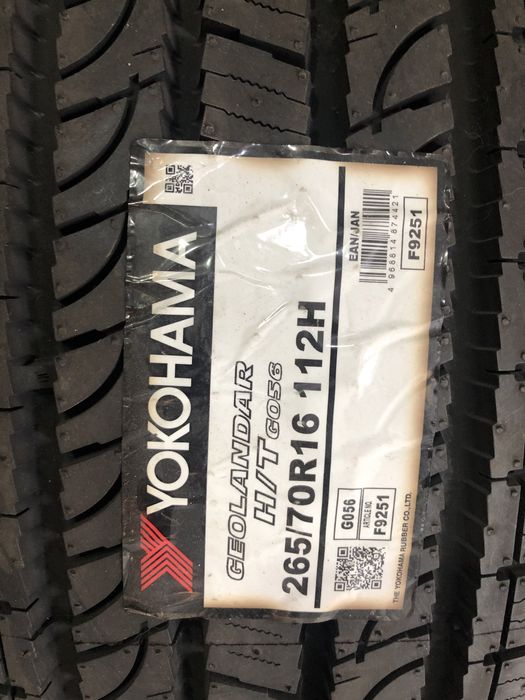 YOKOHAMA
GEOLANDAR
H/T G056
265/70R16 112H
EAN/JAN
4 968814 874421
F9251
G056
ARTICLE NO.
F9251
THE YOKOHAMA RUBBER CO.,LTD.